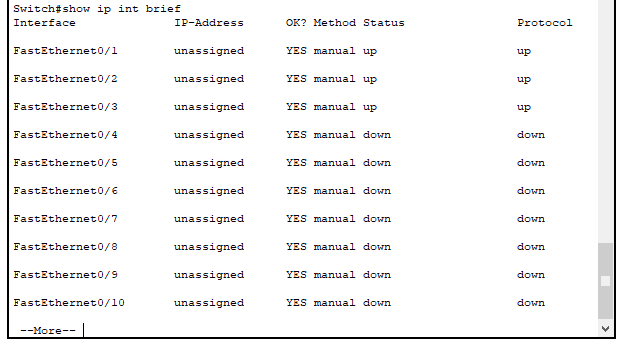 Switch#show ip int brief
Interface IP-Address OK? Method Status Protocol
FastEthernet0/1 unassigned YES manual up up
FastEthernet0/2 unassigned YES manual up up
FastEthernet0/3 unassigned YES manual up up
FastEthernet0/4 unassigned YES manual down down
FastEthernet0/5 unassigned YES manual down down
FastEthernet0/6 unassigned YES manual down down
FastEthernet0/7 unassigned YES manual down down
FastEthernet0/8 unassigned YES manual down down
FastEthernet0/9 unassigned YES manual down down
FastEthernet0/10 unassigned YES manual down down
--More--